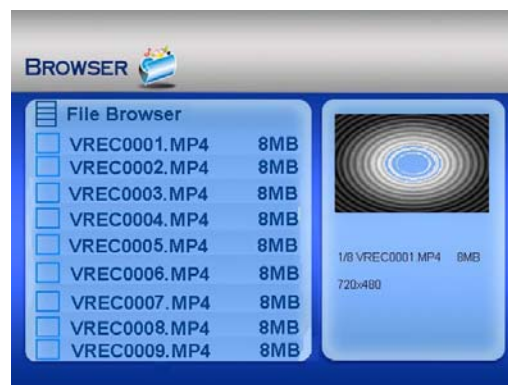 BROWSER
File Browser
VREC0001.MP4 8MB
VREC0002.MP4 8MB
VREC0003.MP4 8MB
VREC0004.MP4 8MB
VREC0005.MP4 8MB
VREC0006.MP4 8MB
VREC0007.MP4 8MB
VREC0008.MP4 8MB
VREC0009.MP4 8MB
1/8 VREC0001.MP4 8MB
720x480